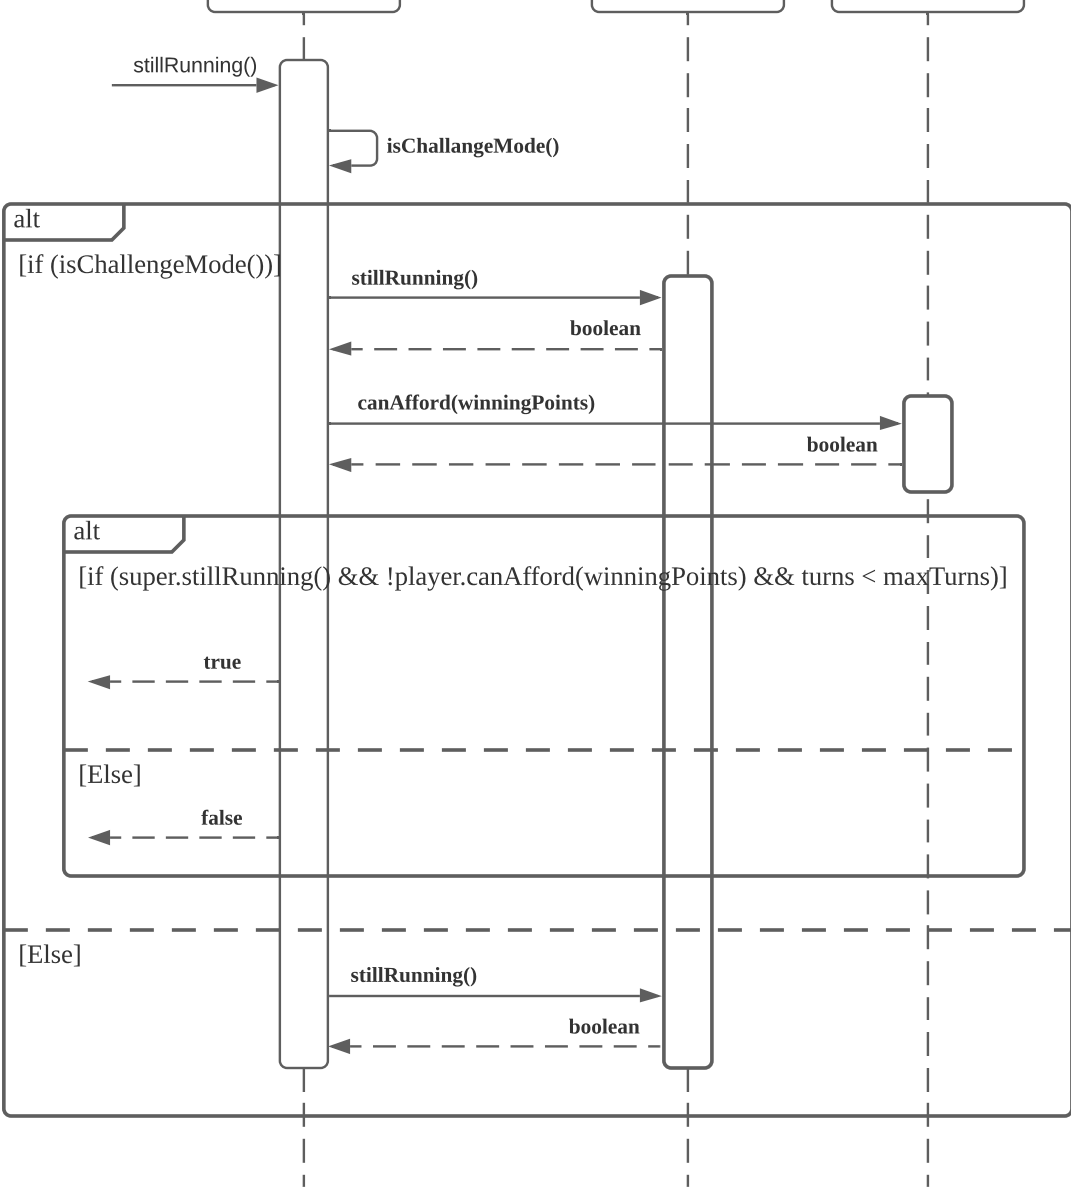 stillRunning()
isChallangeMode()
alt
[if (isChallengeMode())]
stillRunning()
boolean
canAfford(winningPoints)
boolean
alt
[if (super.stillRunning() && !player.canAfford(winningPoints) && turns < maxTurns)]
true
[Else]
false
[Else]
stillRunning()
boolean